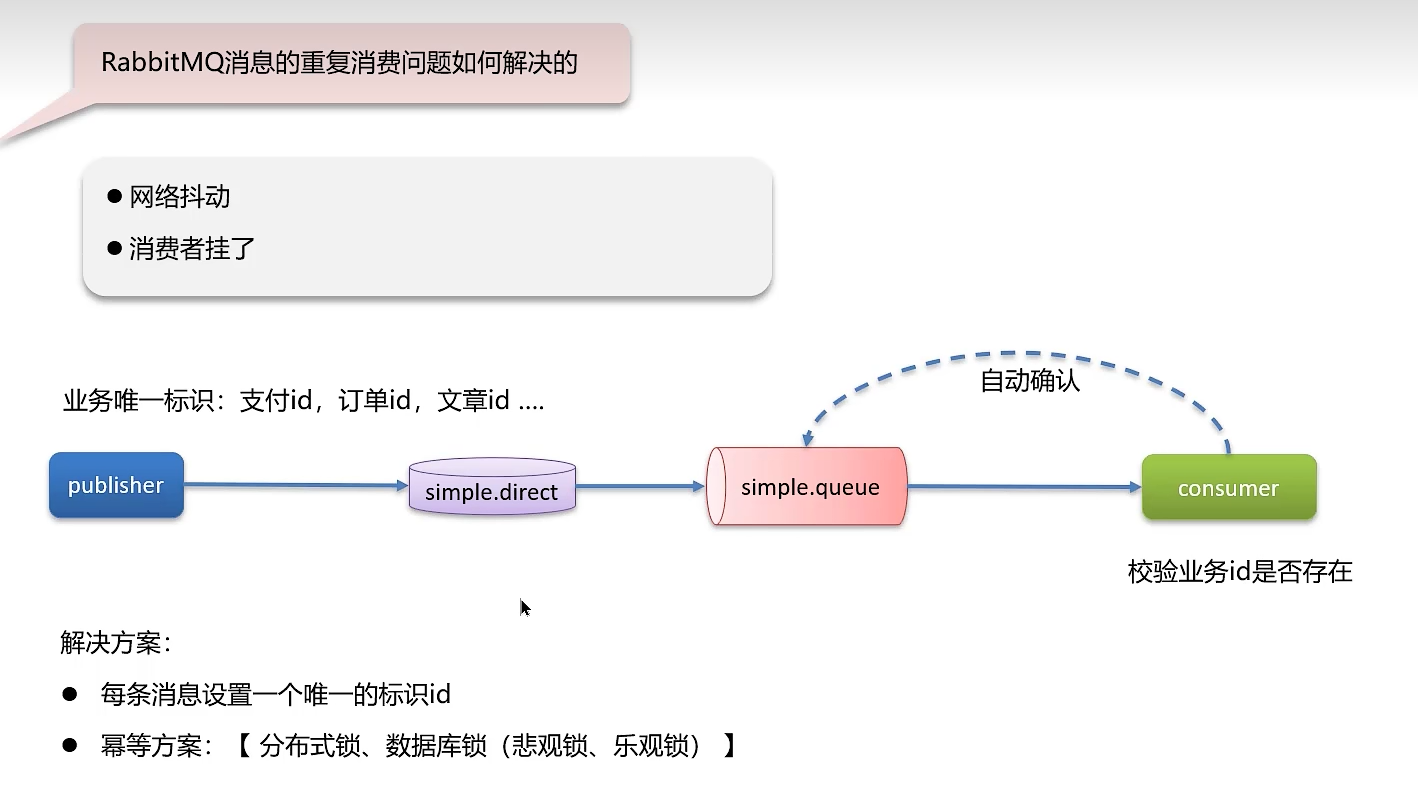 RabbitMQ消息的重复消费问题如何解决的
● 网络抖动
● 消费者挂了
自动确认
业务唯一标识：支付id，订单id，文章id ....
publisher
simple.direct
simple.queue
consumer
校验业务id是否存在
解决方案：
● 每条消息设置一个唯一的标识id
● 幂等方案：【 分布式锁、数据库锁（悲观锁、乐观锁） 】